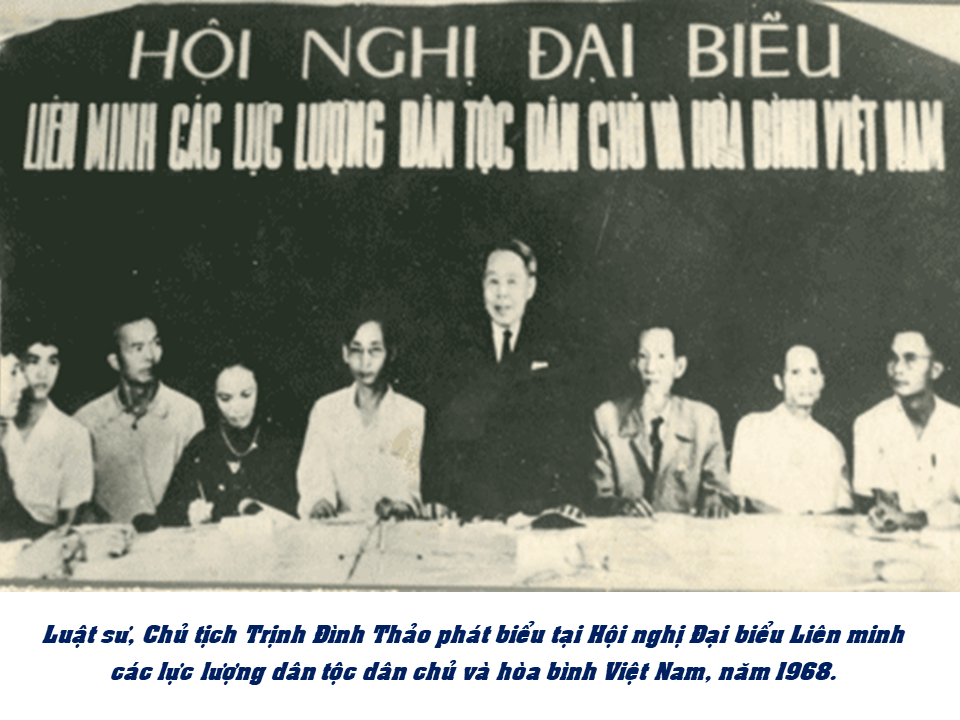 HỘI NGHỊ ĐẠI BIỂU
LIÊN MINH CÁC LỰC LƯỢNG DÂN TỘC DÂN CHỦ VÀ HÒA BÌNH VIỆT NAM
Luật sư, Chủ tịch Trịnh Đình Thảo phát biểu tại Hội nghị Đại biểu Liên minh
các lực lượng dân tộc dân chủ và hòa bình Việt Nam, năm 1968.